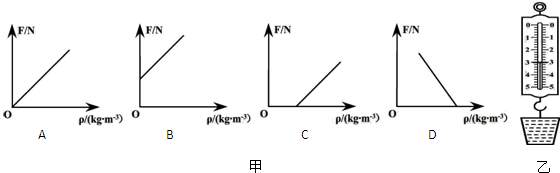 F/N
O
ρ/(kg·m-³)
A
F/N
O
ρ/(kg·m-³)
B
F/N
O
ρ/(kg·m-³)
C
F/N
O
ρ/(kg·m-³)
D
甲
0 0
1 1
2 2
3 3
4 4
5 5
乙